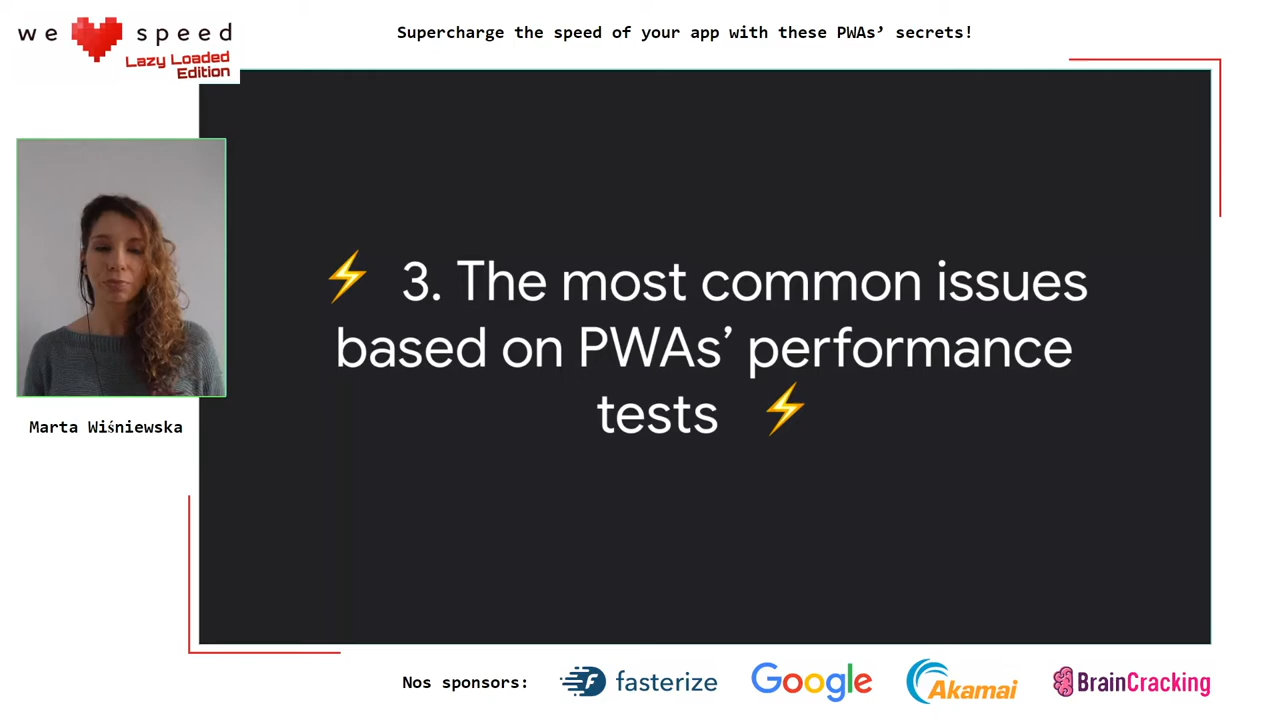 we speed
Lazy Loaded
Edition
Supercharge the speed of your app with these PWAs’ secrets!
⚡ 3. The most common issues
based on PWAs’ performance
tests ⚡
Marta Wiśniewska
Nos sponsors:
fasterize
Google
Akamai
BrainCracking